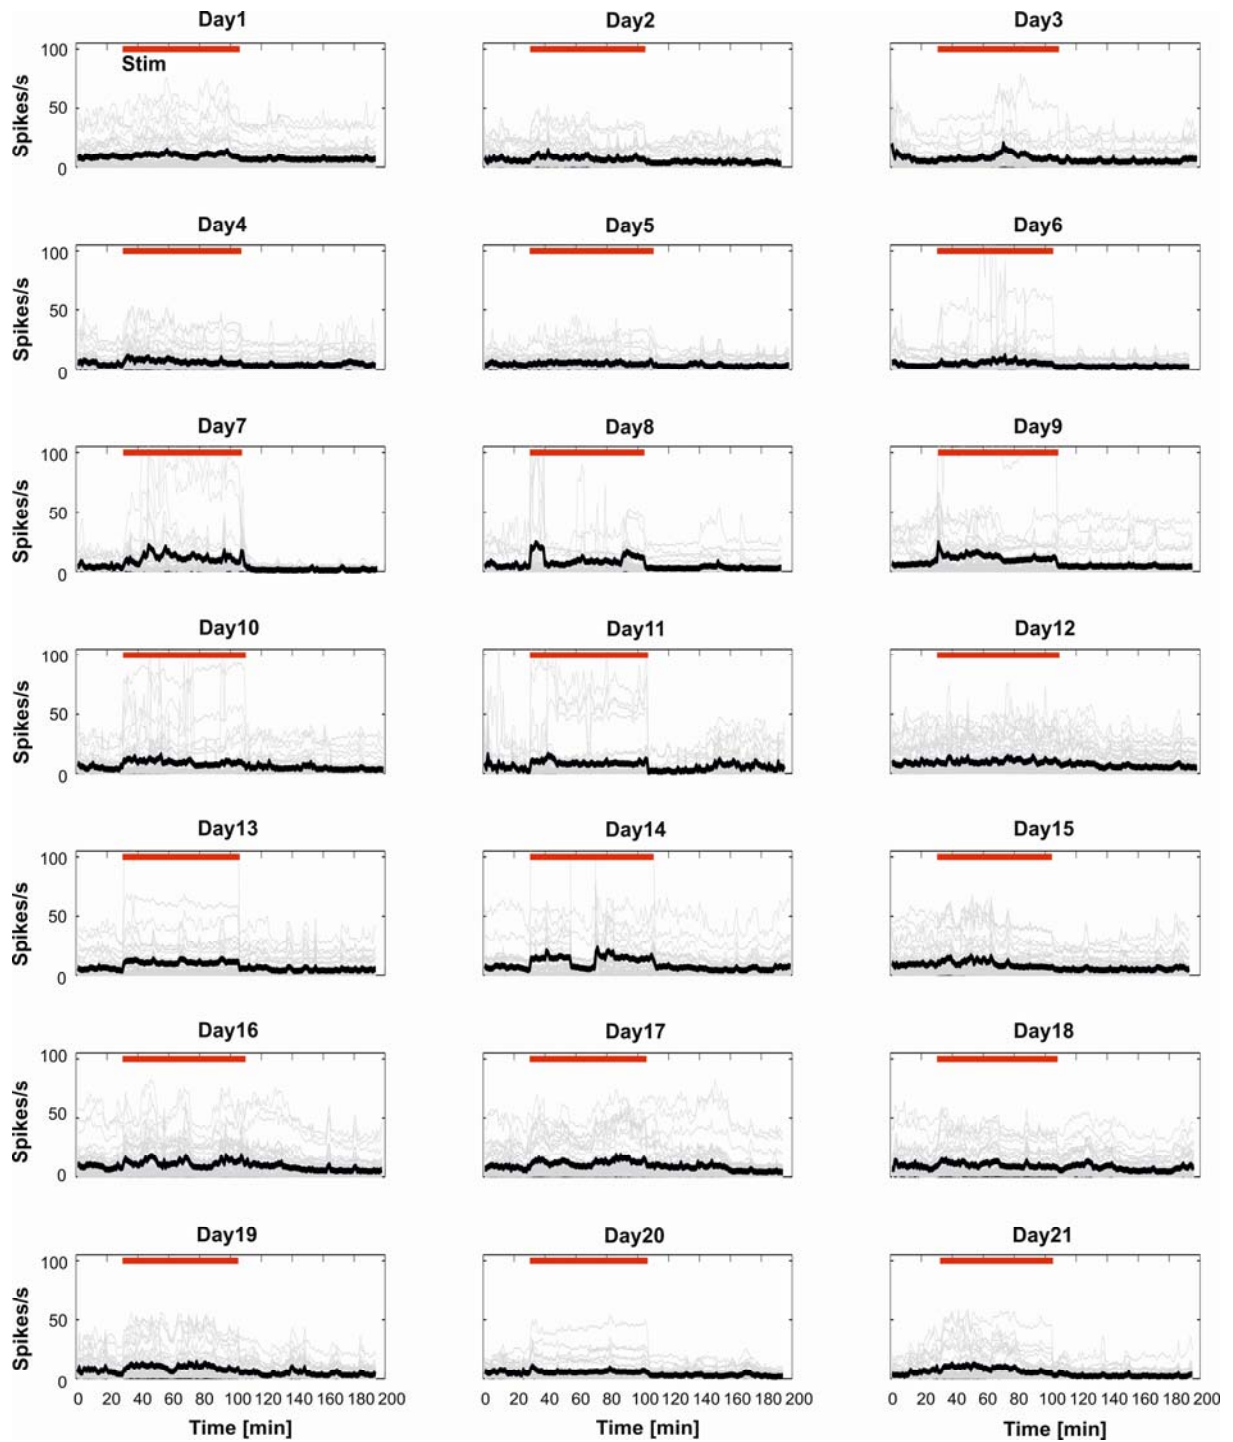 Day1 Day2 Day3
100
Stim
50
0
Spikes/s
Day4 Day5 Day6
100
50
0
Spikes/s
Day7 Day8 Day9
100
50
0
Spikes/s
Day10 Day11 Day12
100
50
0
Spikes/s
Day13 Day14 Day15
100
50
0
Spikes/s
Day16 Day17 Day18
100
50
0
Spikes/s
Day19 Day20 Day21
100
50
0
Spikes/s
0 20 40 60 80 100 120 140 160 180 200 0 20 40 60 80 100 120 140 160 180 200 0 20 40 60 80 100 120 140 160 180 200
Time [min] Time [min] Time [min]